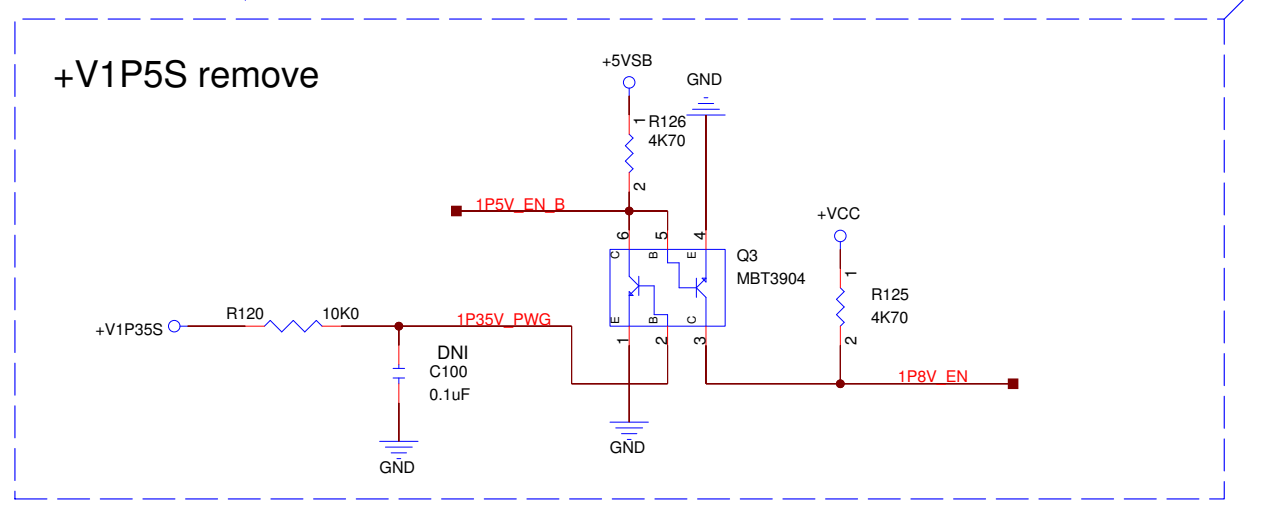 +V1P5S remove
+5VSB
GND
1
R126
4K70
2
1P5V_EN_B
+VCC
6
5
4
C
B
E
Q3
MBT3904
1
R125
4K70
2
+V1P35S
R120
10K0
1P35V_PWG
E
B
C
1
2
3
DNI
C100
0.1uF
1P8V_EN
GND
GND